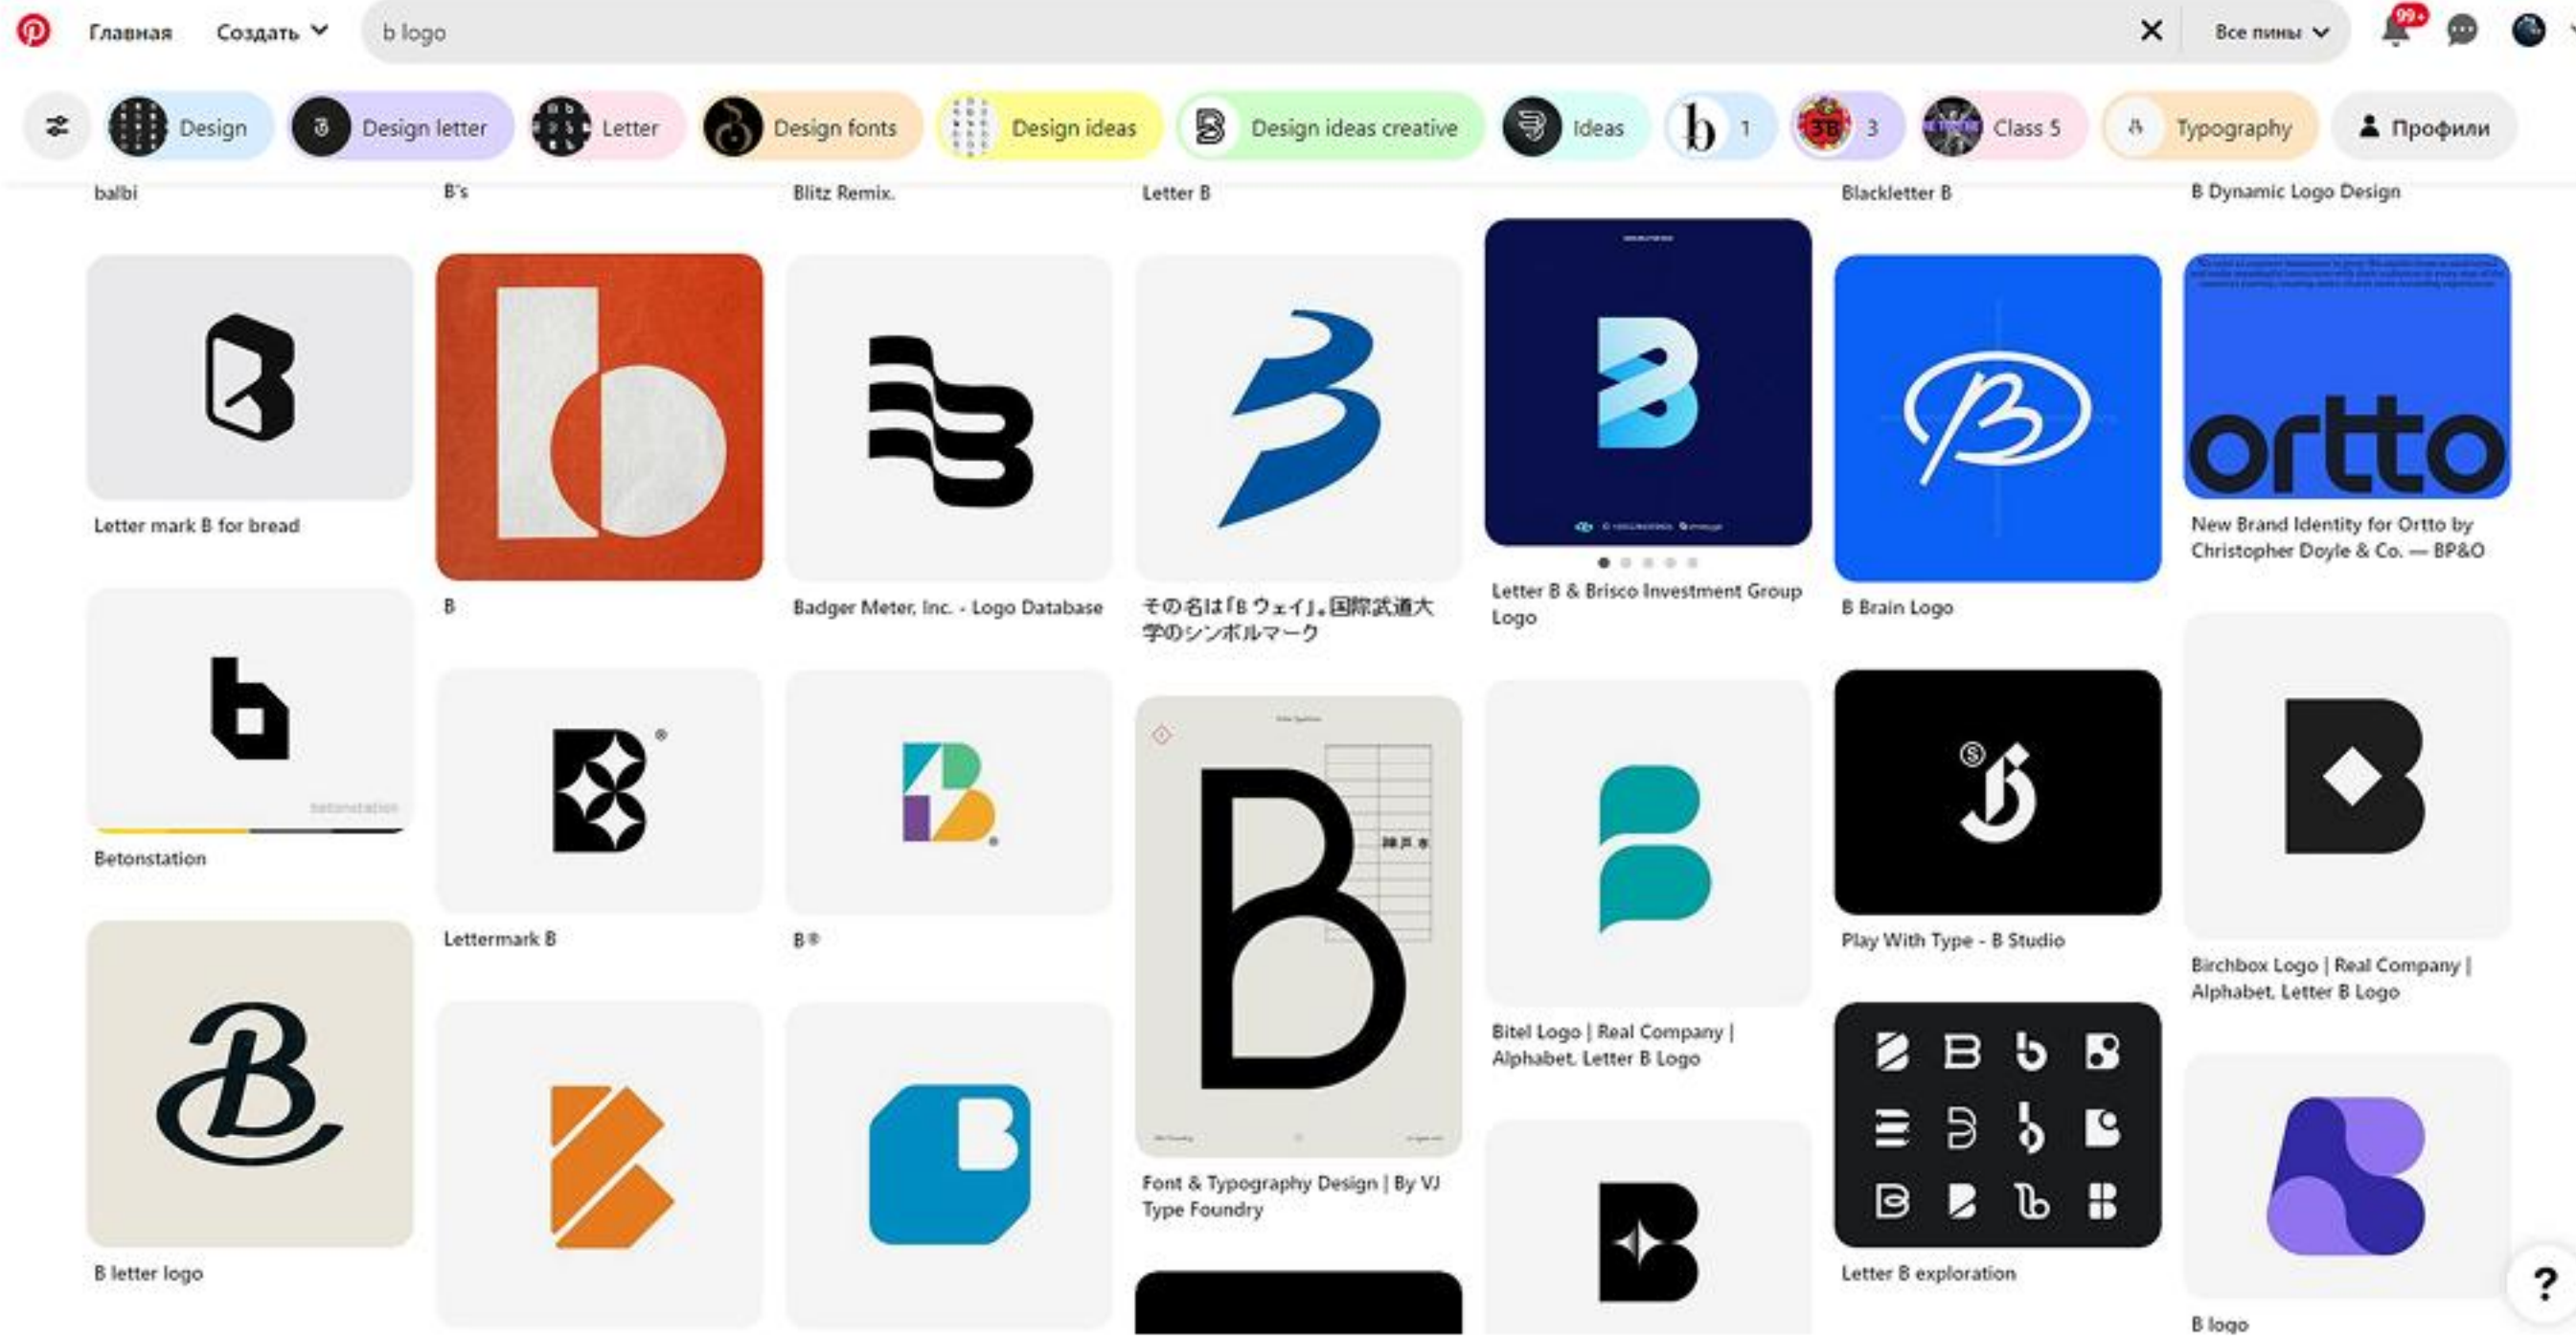 Главная
Создать
b logo
Все пины
99+
Design
Design letter
Letter
Design fonts
Design ideas
Design ideas creative
Ideas
1
3
Class 5
Typography
Профили
balbi
B's
Blitz Remix.
Letter B
Blackletter B
B Dynamic Logo Design
ortto
Letter mark B for bread
B
Badger Meter, Inc. - Logo Database
その名は「B ウェイ」。国際武道大
学のシンボルマーク
Letter B & Brisco Investment Group
Logo
B Brain Logo
New Brand Identity for Ortto by
Christopher Doyle & Co. — BP&O
betonstation
Betonstation
Lettermark B
B®
神戸市
Font & Typography Design | By VJ
Type Foundry
Bitel Logo | Real Company |
Alphabet, Letter B Logo
Play With Type - B Studio
Birchbox Logo | Real Company |
Alphabet, Letter B Logo
B letter logo
Letter B exploration
B logo
?